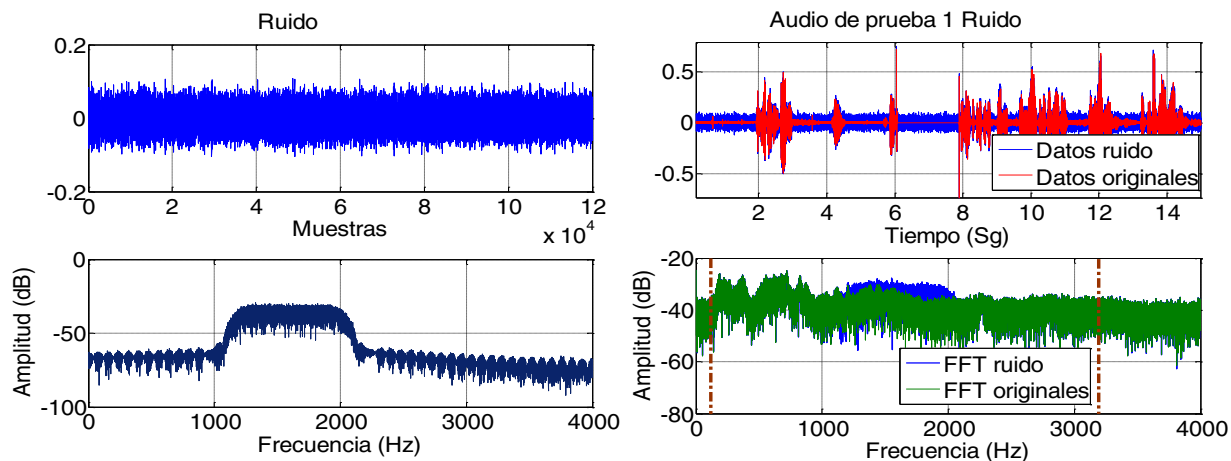 Ruido
0.2
0
-0.2
0 2 4 6 8 10 12
Muestras
x 10^4
0
-50
-100
Amplitud (dB)
0 1000 2000 3000 4000
Frecuencia (Hz)
Audio de prueba 1 Ruido
0.5
0
-0.5
Datos ruido
Datos originales
2 4 6 8 10 12 14
Tiempo (Sg)
-20
-40
-60
-80
Amplitud (dB)
FFT ruido
FFT originales
0 1000 2000 3000 4000
Frecuencia (Hz)